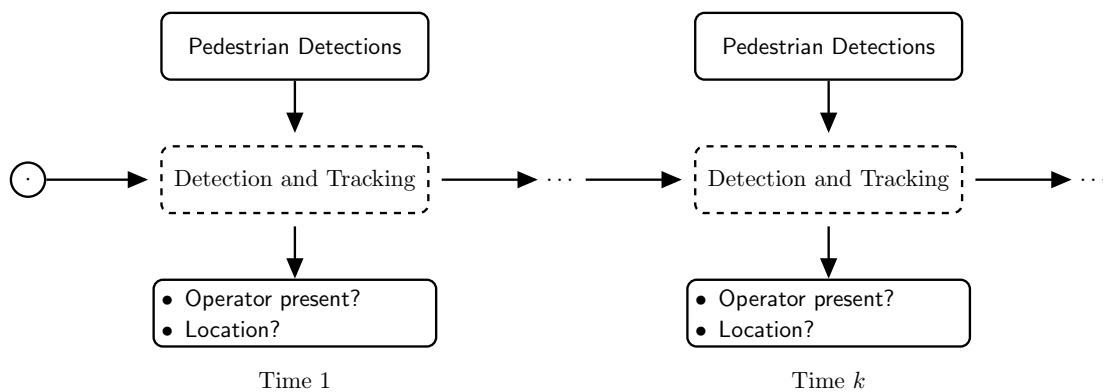 Pedestrian Detections
Pedestrian Detections
· Detection and Tracking ··· Detection and Tracking ···
• Operator present?
• Location?
• Operator present?
• Location?
Time 1
Time k